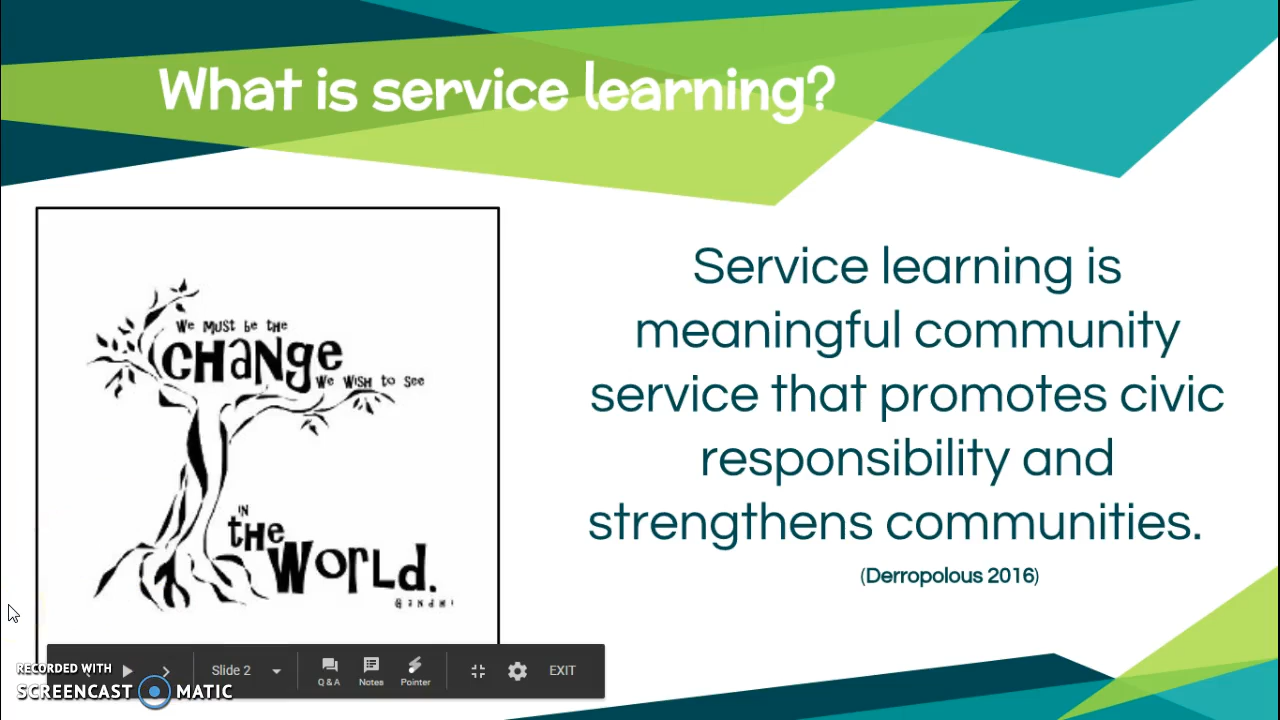 What is service learning?
We must be the
CHaNge
We WisH to See
IN
tHe
WorLd.
GANDHI
Service learning is
meaningful community
service that promotes civic
responsibility and
strengthens communities.
(Derropolous 2016)
RECORDED WITH
SCREENCAST MATIC
Slide 2
Q & A
Notes
Pointer
EXIT